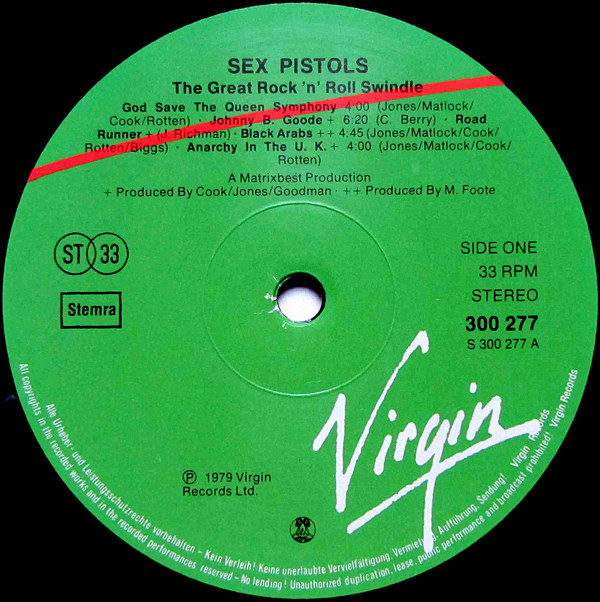 SEX PISTOLS
The Great Rock 'n' Roll Swindle
God Save The Queen Symphony 4:00 (Jones/Matlock/
Cook/Rotten) · Johnny B. Goode + 6:20 (C. Berry) · Road
Runner + (J. Richman) · Black Arabs ++ 4:45 (Jones/Matlock/Cook/
Rotten/Biggs) · Anarchy In The U. K. + 4:00 (Jones/Matlock/Cook/
Rotten)
A Matrixbest Production
+ Produced By Cook/Jones/Goodman · ++ Produced By M. Foote
ST 33
Stemra
SIDE ONE
33 RPM
STEREO
300 277
S 300 277 A
Virgin
℗ 1979 Virgin
Records Ltd.
Alle Urheber- und Leistungsschutzrechte vorbehalten – Kein Verleih! Keine unerlaubte Vervielfältigung, Vermietung, Aufführung, Sendung! Virgin Records
All copyrights in the recorded works and in the recorded performances reserved – No lending! Unauthorized duplication, lease, public performance and broadcast prohibited! Virgin Records